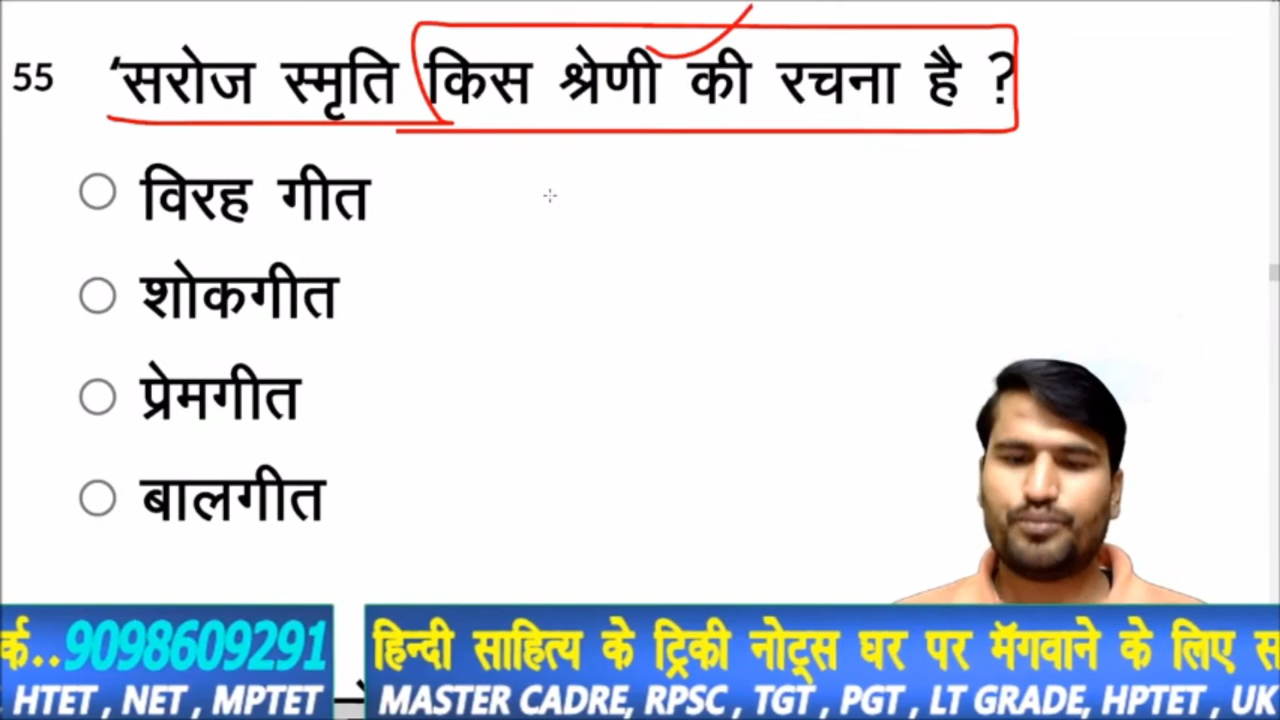 55 ‘सरोज स्मृति किस श्रेणी की रचना है ?
विरह गीत
शोकगीत
प्रेमगीत
बालगीत
र्क..9098609291 हिन्दी साहित्य के ट्रिकी नोट्स घर पर मँगवाने के लिए स
HTET , NET , MPTET MASTER CADRE, RPSC , TGT , PGT , LT GRADE, HPTET , UK